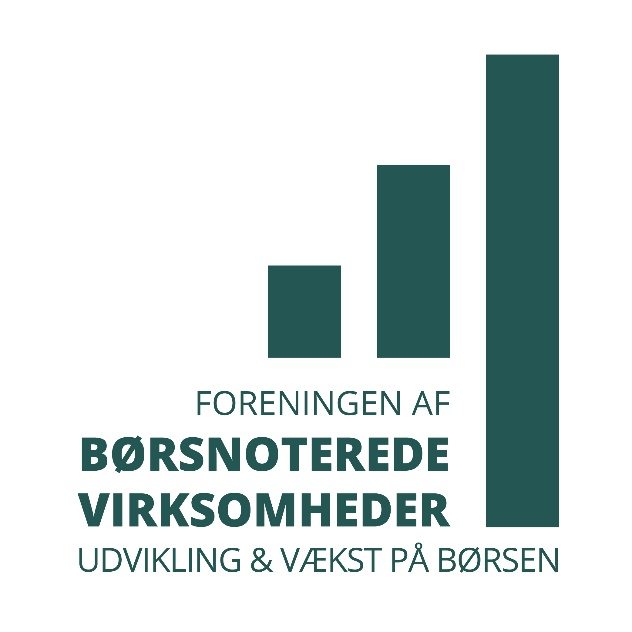 FORENINGEN AF
BØRSNOTEREDE
VIRKSOMHEDER
UDVIKLING & VÆKST PÅ BØRSEN